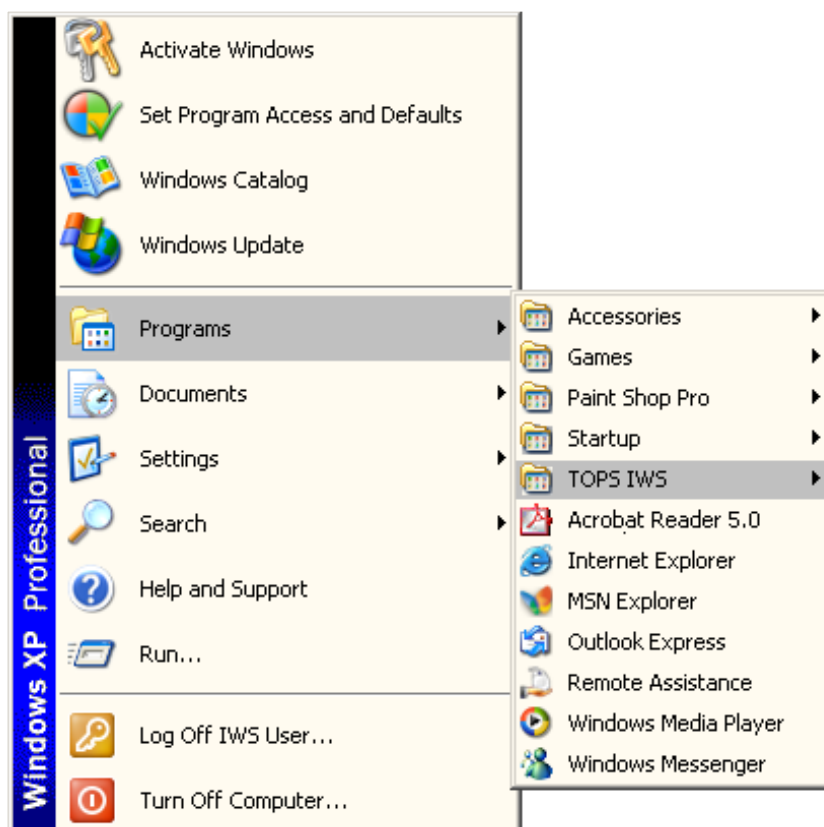 Activate Windows
Set Program Access and Defaults
Windows Catalog
Windows Update
Programs
Documents
Settings
Search
Help and Support
Run...
Log Off IWS User...
Turn Off Computer...
Windows XP Professional
Accessories
Games
Paint Shop Pro
Startup
TOPS IWS
Acrobat Reader 5.0
Internet Explorer
MSN Explorer
Outlook Express
Remote Assistance
Windows Media Player
Windows Messenger